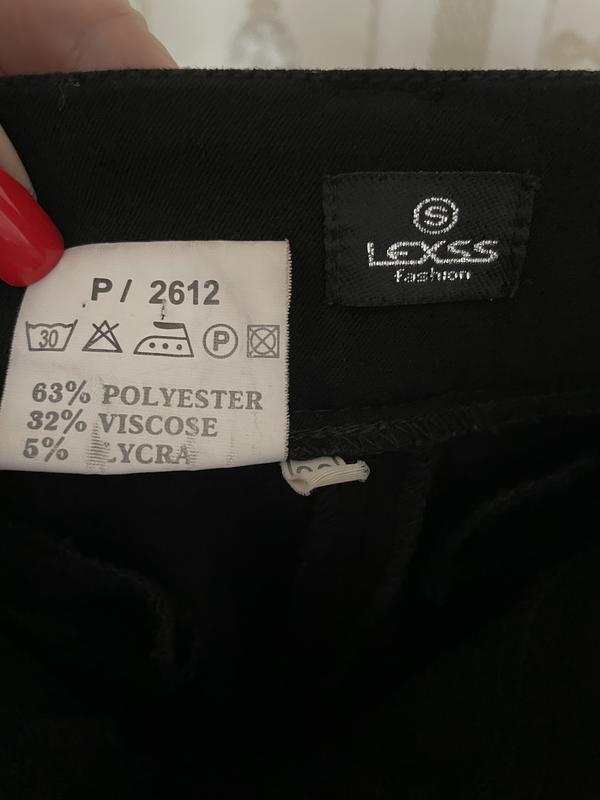 P / 2612
30 P
63% POLYESTER
32% VISCOSE
5% LYCRA
S
LEXSS
fashion